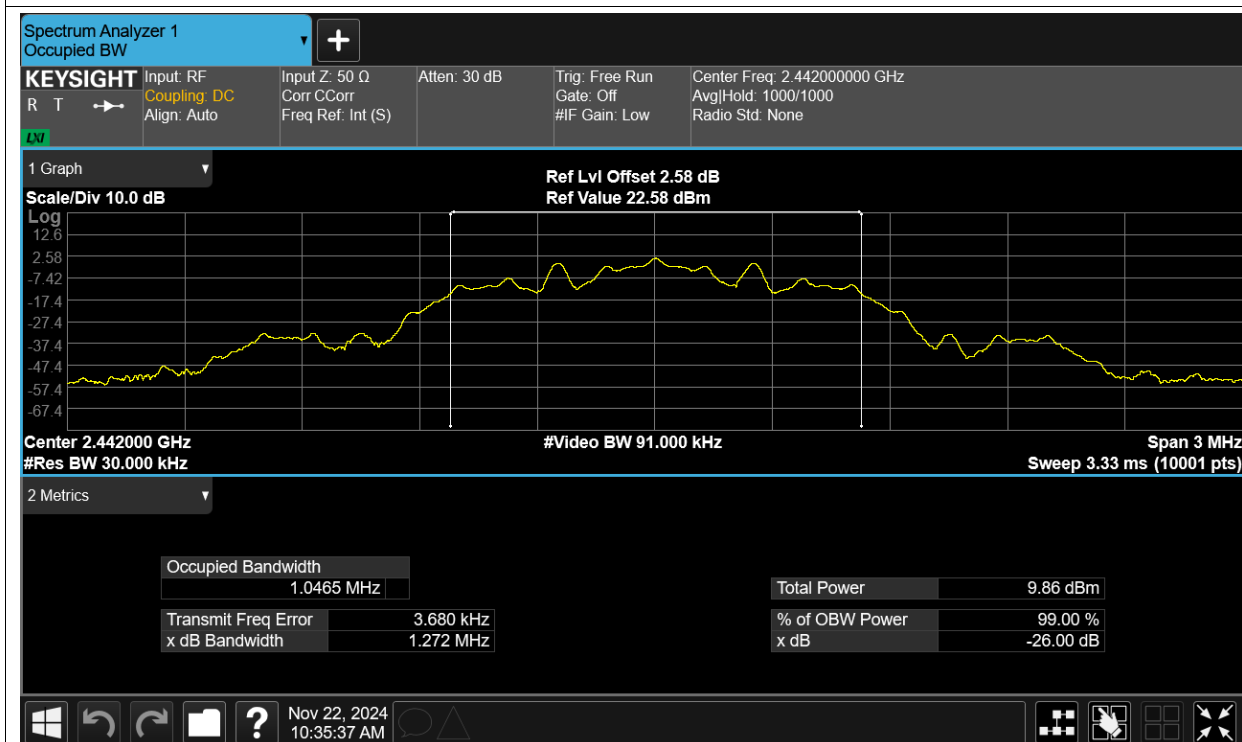 Spectrum Analyzer 1
Occupied BW
▼
+
KEYSIGHT
R T
LXI
Input: RF
Coupling: DC
Align: Auto
Input Z: 50 Ω
Corr CCorr
Freq Ref: Int (S)
Atten: 30 dB
Trig: Free Run
Gate: Off
#IF Gain: Low
Center Freq: 2.442000000 GHz
Avg|Hold: 1000/1000
Radio Std: None
1 Graph ▼
Scale/Div 10.0 dB
Ref Lvl Offset 2.58 dB
Ref Value 22.58 dBm
Log
12.6
2.58
-7.42
-17.4
-27.4
-37.4
-47.4
-57.4
-67.4
Center 2.442000 GHz
#Res BW 30.000 kHz
#Video BW 91.000 kHz
Span 3 MHz
Sweep 3.33 ms (10001 pts)
2 Metrics ▼
Occupied Bandwidth
1.0465 MHz
Transmit Freq Error 3.680 kHz
x dB Bandwidth 1.272 MHz
Total Power 9.86 dBm
% of OBW Power 99.00 %
x dB -26.00 dB
?
Nov 22, 2024
10:35:37 AM